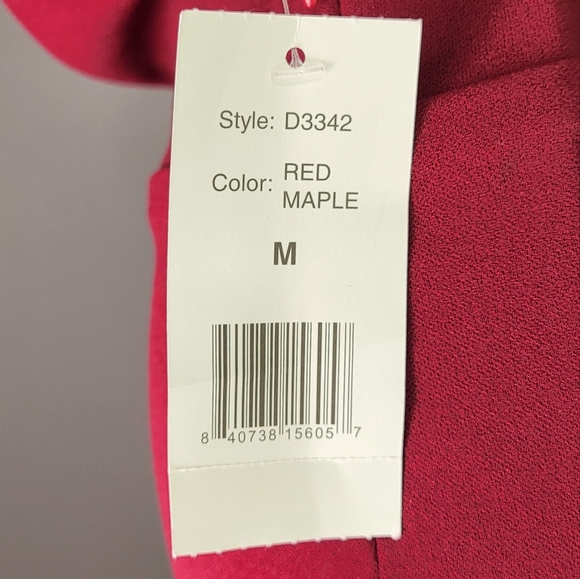 Style: D3342
Color: RED
MAPLE
M
8 40738 15605 7